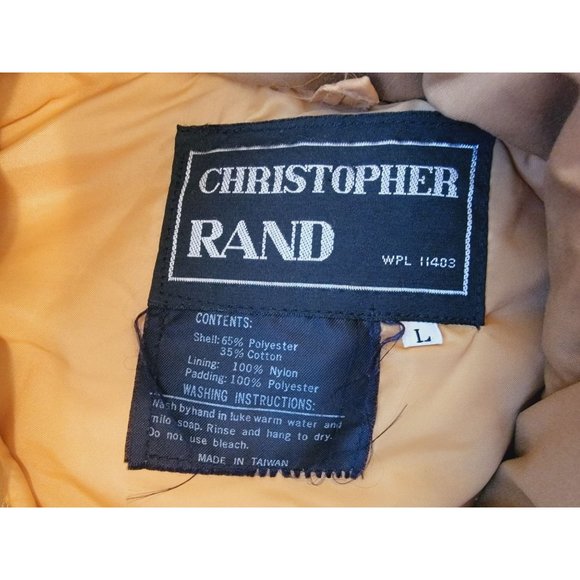 CHRISTOPHER
RAND
WPL 11403
L
CONTENTS:
Shell: 65% Polyester
35% Cotton
Lining: 100% Nylon
Padding: 100% Polyester
WASHING INSTRUCTIONS:
Wash by hand in luke warm water and
milo soap. Rinse and hang to dry.
Do not use bleach.
MADE IN TAIWAN